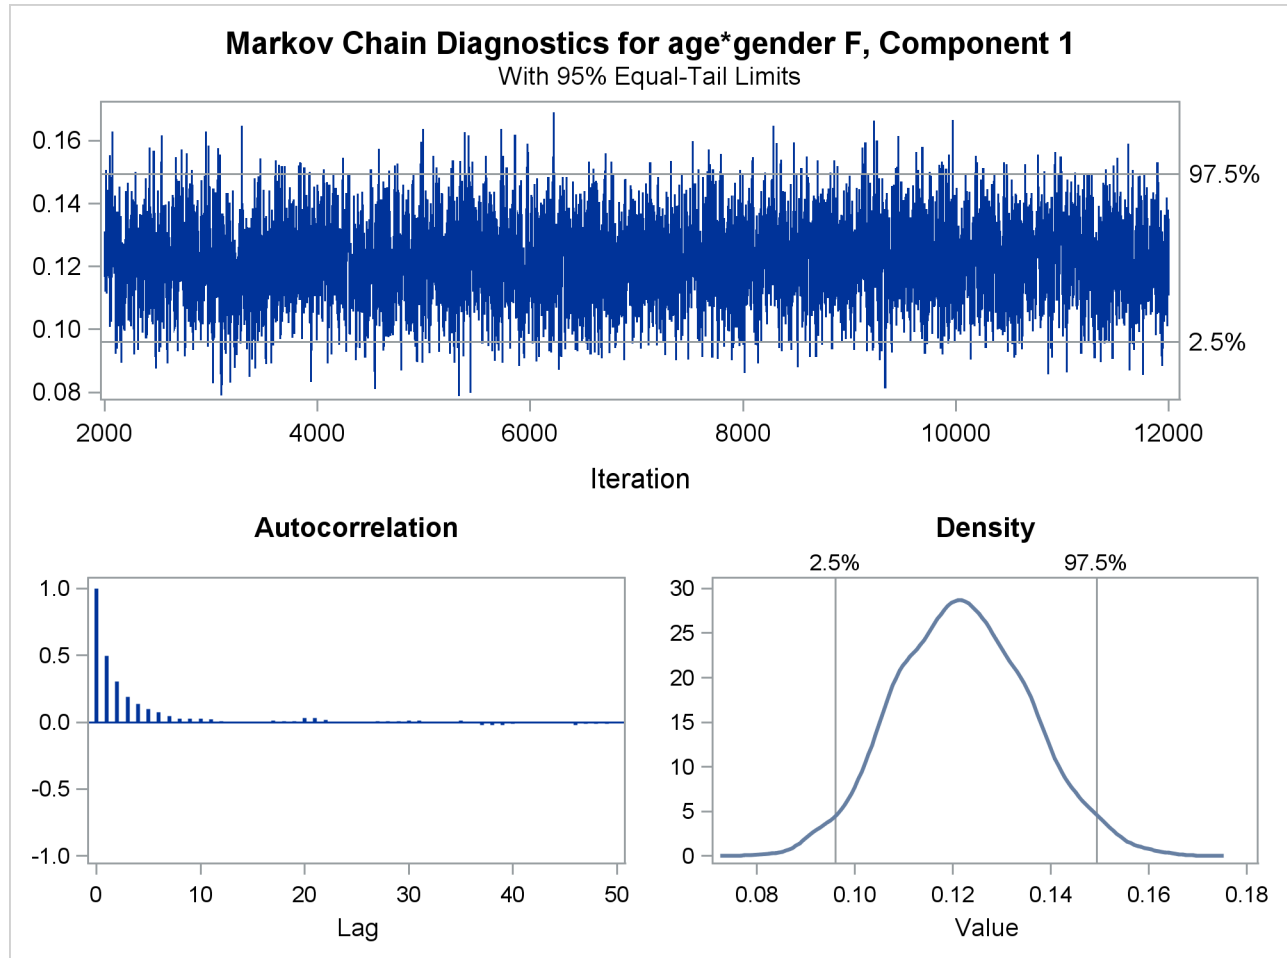 Markov Chain Diagnostics for age*gender F, Component 1
With 95% Equal-Tail Limits
0.16
0.14
0.12
0.10
0.08
97.5%
2.5%
2000 4000 6000 8000 10000 12000
Iteration
Autocorrelation
1.0
0.5
0.0
-0.5
-1.0
0 10 20 30 40 50
Lag
Density
2.5% 97.5%
30
25
20
15
10
5
0
0.08 0.10 0.12 0.14 0.16 0.18
Value